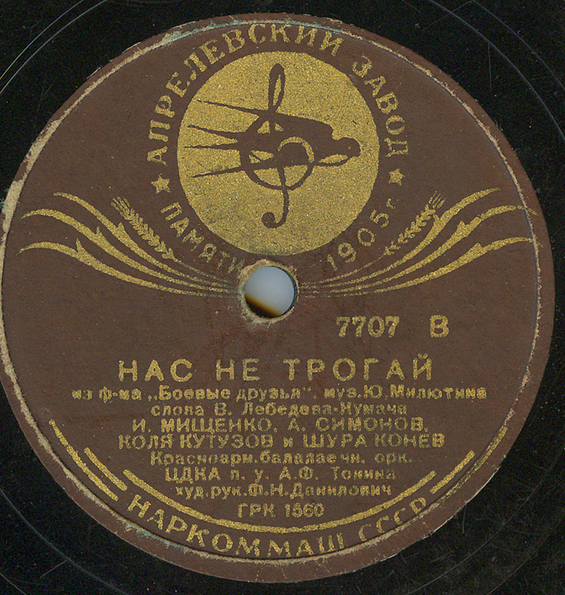 АПРЕЛЕВСКИЙ ЗАВОД
ПАМЯТИ 1905 г.
7707 В
НАС НЕ ТРОГАЙ
из ф-ма „Боевые друзья", муз. Ю. Милютина
слова В. Лебедева-Кумача
И. МИЩЕНКО, А. СИМОНОВ,
КОЛЯ КУТУЗОВ и ШУРА КОНЕВ
Красноарм. балалаечн. орк.
ЦДКА п. у. А.Ф. Тонина
худ. рук. Ф.Н. Данилович
ГРК 1560
НАРКОММАШ СССР